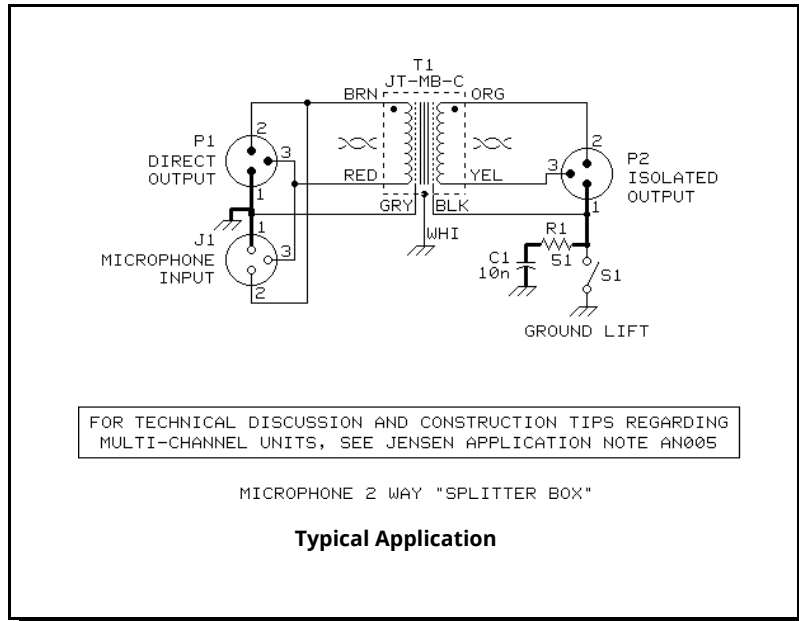 T1
JT-MB-C
BRN
ORG
P1
DIRECT
OUTPUT
2
3
1
RED
YEL
2
3
1
P2
ISOLATED
OUTPUT
GRY
BLK
WHI
J1
MICROPHONE
INPUT
1
3
2
R1
51
C1
10n
S1
GROUND LIFT
FOR TECHNICAL DISCUSSION AND CONSTRUCTION TIPS REGARDING
MULTI-CHANNEL UNITS, SEE JENSEN APPLICATION NOTE AN005
MICROPHONE 2 WAY "SPLITTER BOX"
Typical Application